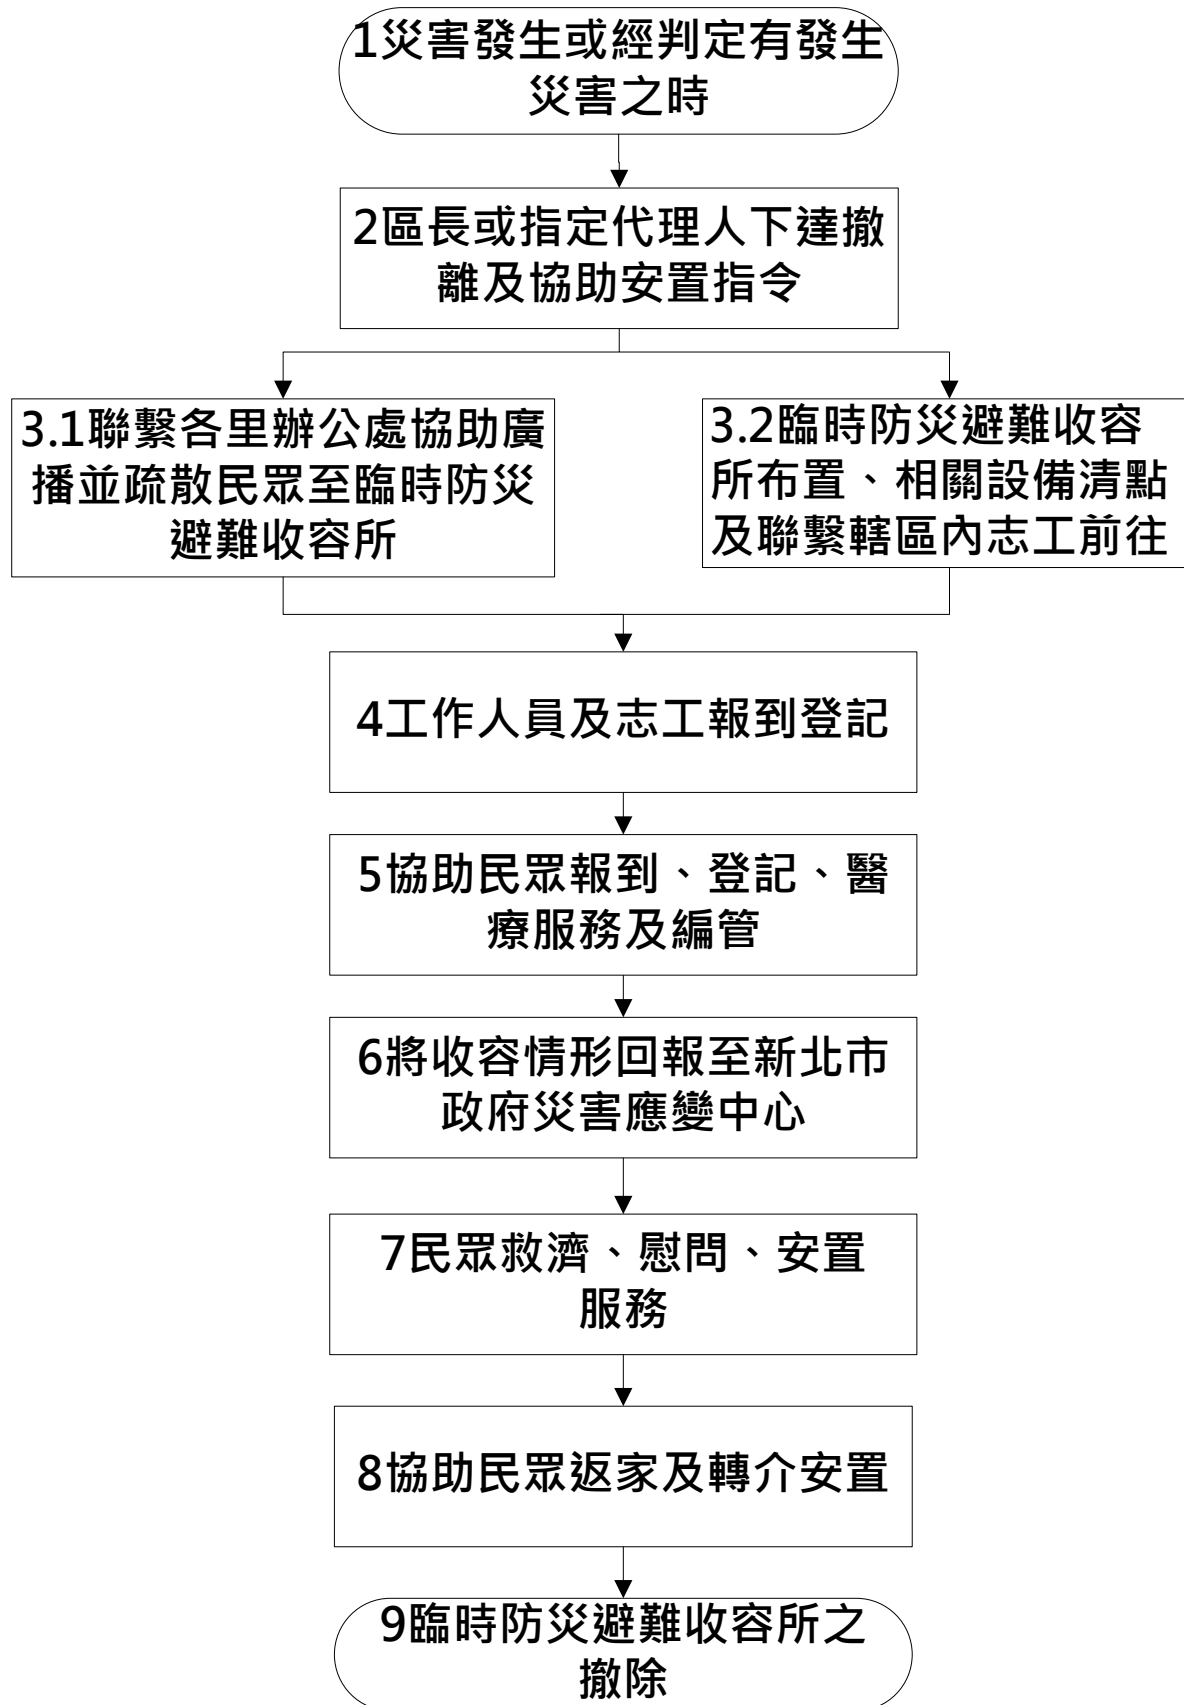 1災害發生或經判定有發生
災害之時
2區長或指定代理人下達撤
離及協助安置指令
3.1聯繫各里辦公處協助廣
播並疏散民眾至臨時防災
避難收容所
3.2臨時防災避難收容
所布置、相關設備清點
及聯繫轄區內志工前往
4工作人員及志工報到登記
5協助民眾報到、登記、醫
療服務及編管
6將收容情形回報至新北市
政府災害應變中心
7民眾救濟、慰問、安置
服務
8協助民眾返家及轉介安置
9臨時防災避難收容所之
撤除